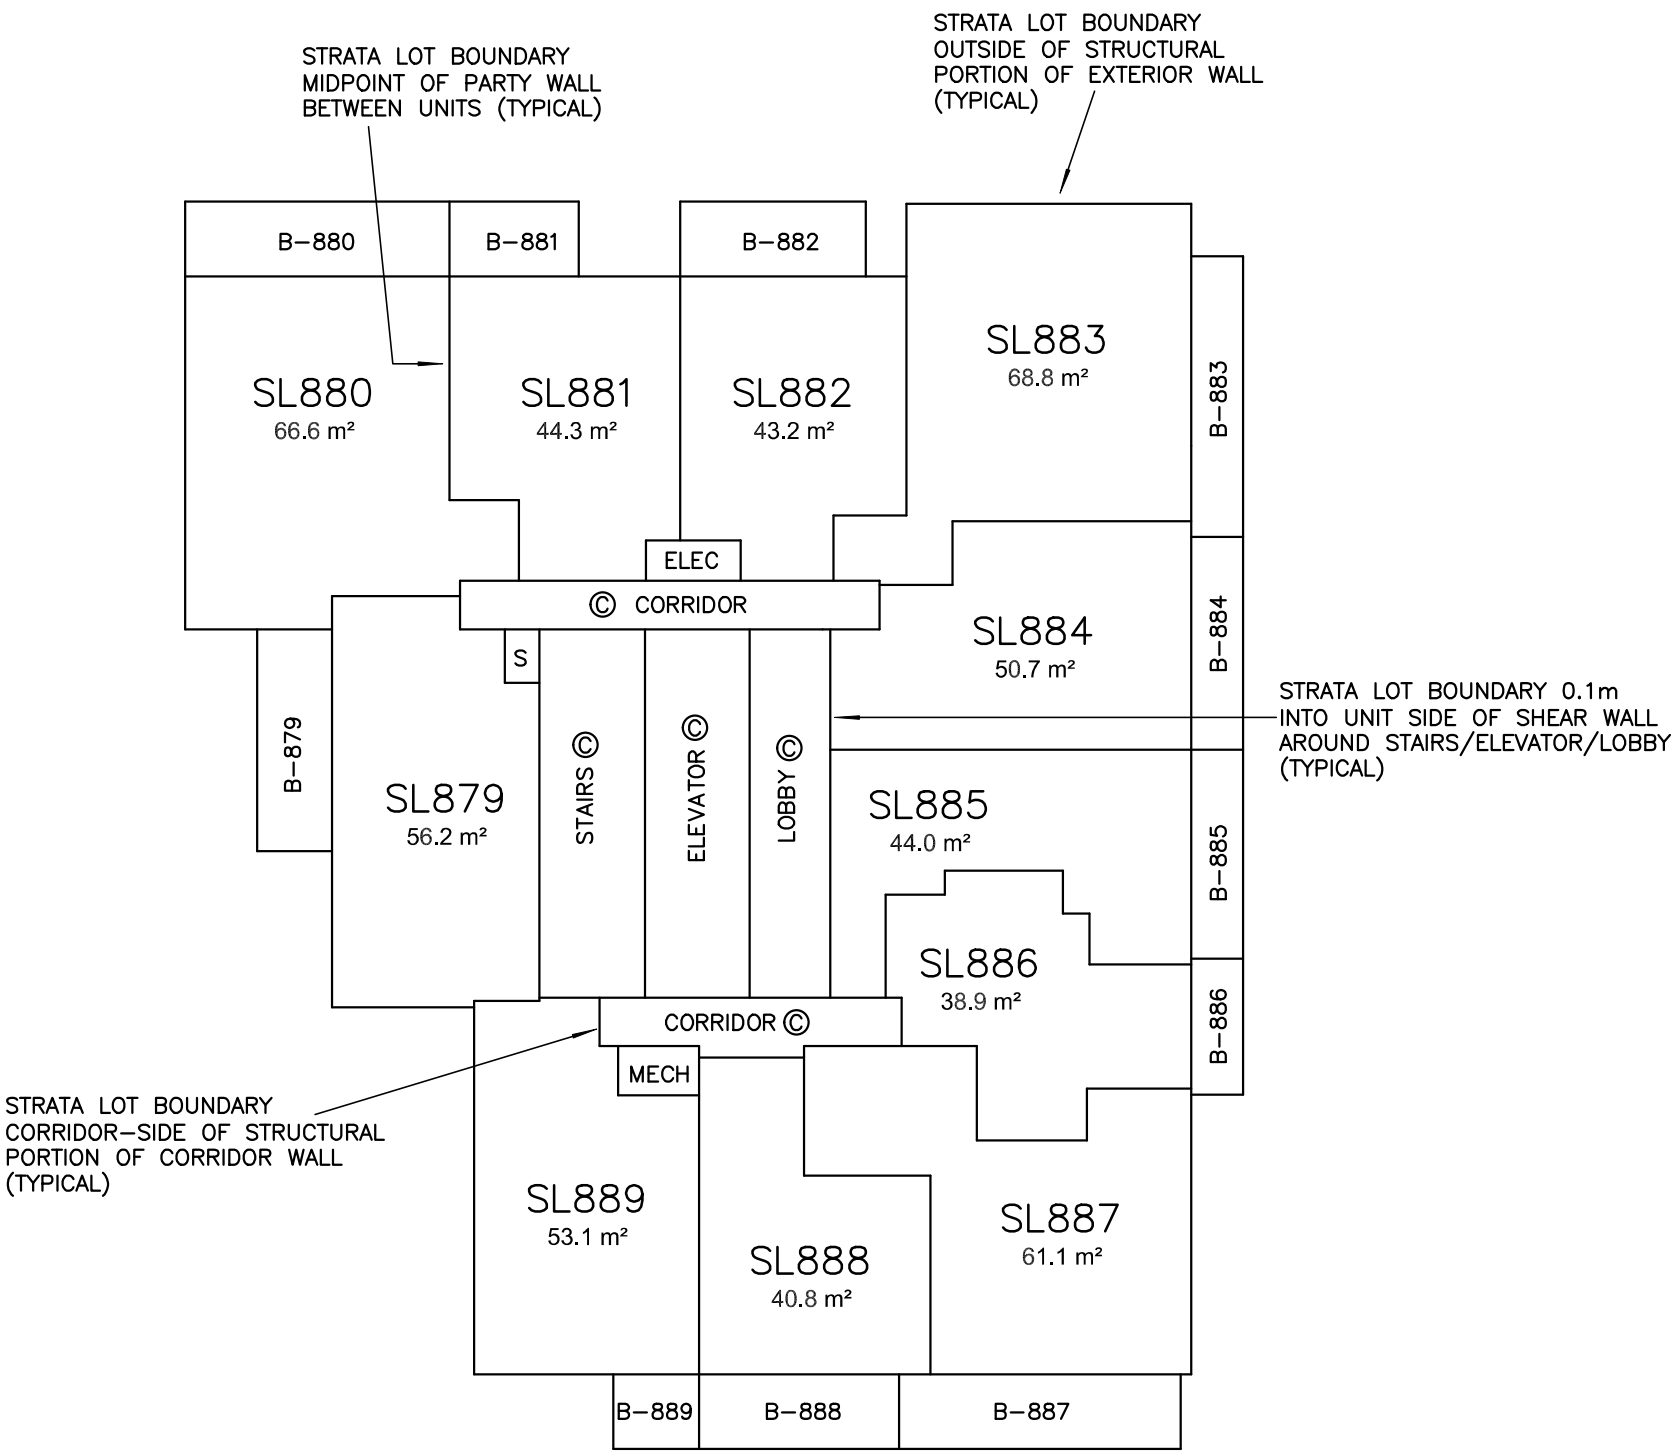 STRATA LOT BOUNDARY
OUTSIDE OF STRUCTURAL
PORTION OF EXTERIOR WALL
(TYPICAL)
STRATA LOT BOUNDARY
MIDPOINT OF PARTY WALL
BETWEEN UNITS (TYPICAL)
B-880
B-881
B-882
SL883
68.8 m²
B-883
SL880
66.6 m²
SL881
44.3 m²
SL882
43.2 m²
ELEC
© CORRIDOR
SL884
50.7 m²
B-884
S
STRATA LOT BOUNDARY 0.1m
INTO UNIT SIDE OF SHEAR WALL
AROUND STAIRS/ELEVATOR/LOBBY
(TYPICAL)
B-879
SL879
56.2 m²
STAIRS ©
ELEVATOR ©
LOBBY ©
SL885
44.0 m²
B-885
SL886
38.9 m²
B-886
CORRIDOR ©
MECH
STRATA LOT BOUNDARY
CORRIDOR-SIDE OF STRUCTURAL
PORTION OF CORRIDOR WALL
(TYPICAL)
SL889
53.1 m²
SL888
40.8 m²
SL887
61.1 m²
B-889
B-888
B-887